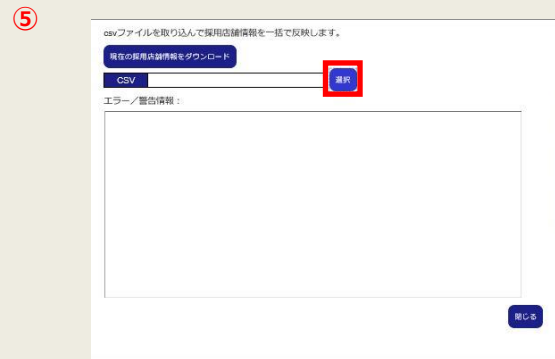 ⑤
csvファイルを取り込んで採用店舗情報を一括で反映します。
現在の採用店舗情報をダウンロード
CSV
選択
エラー／警告情報：
閉じる